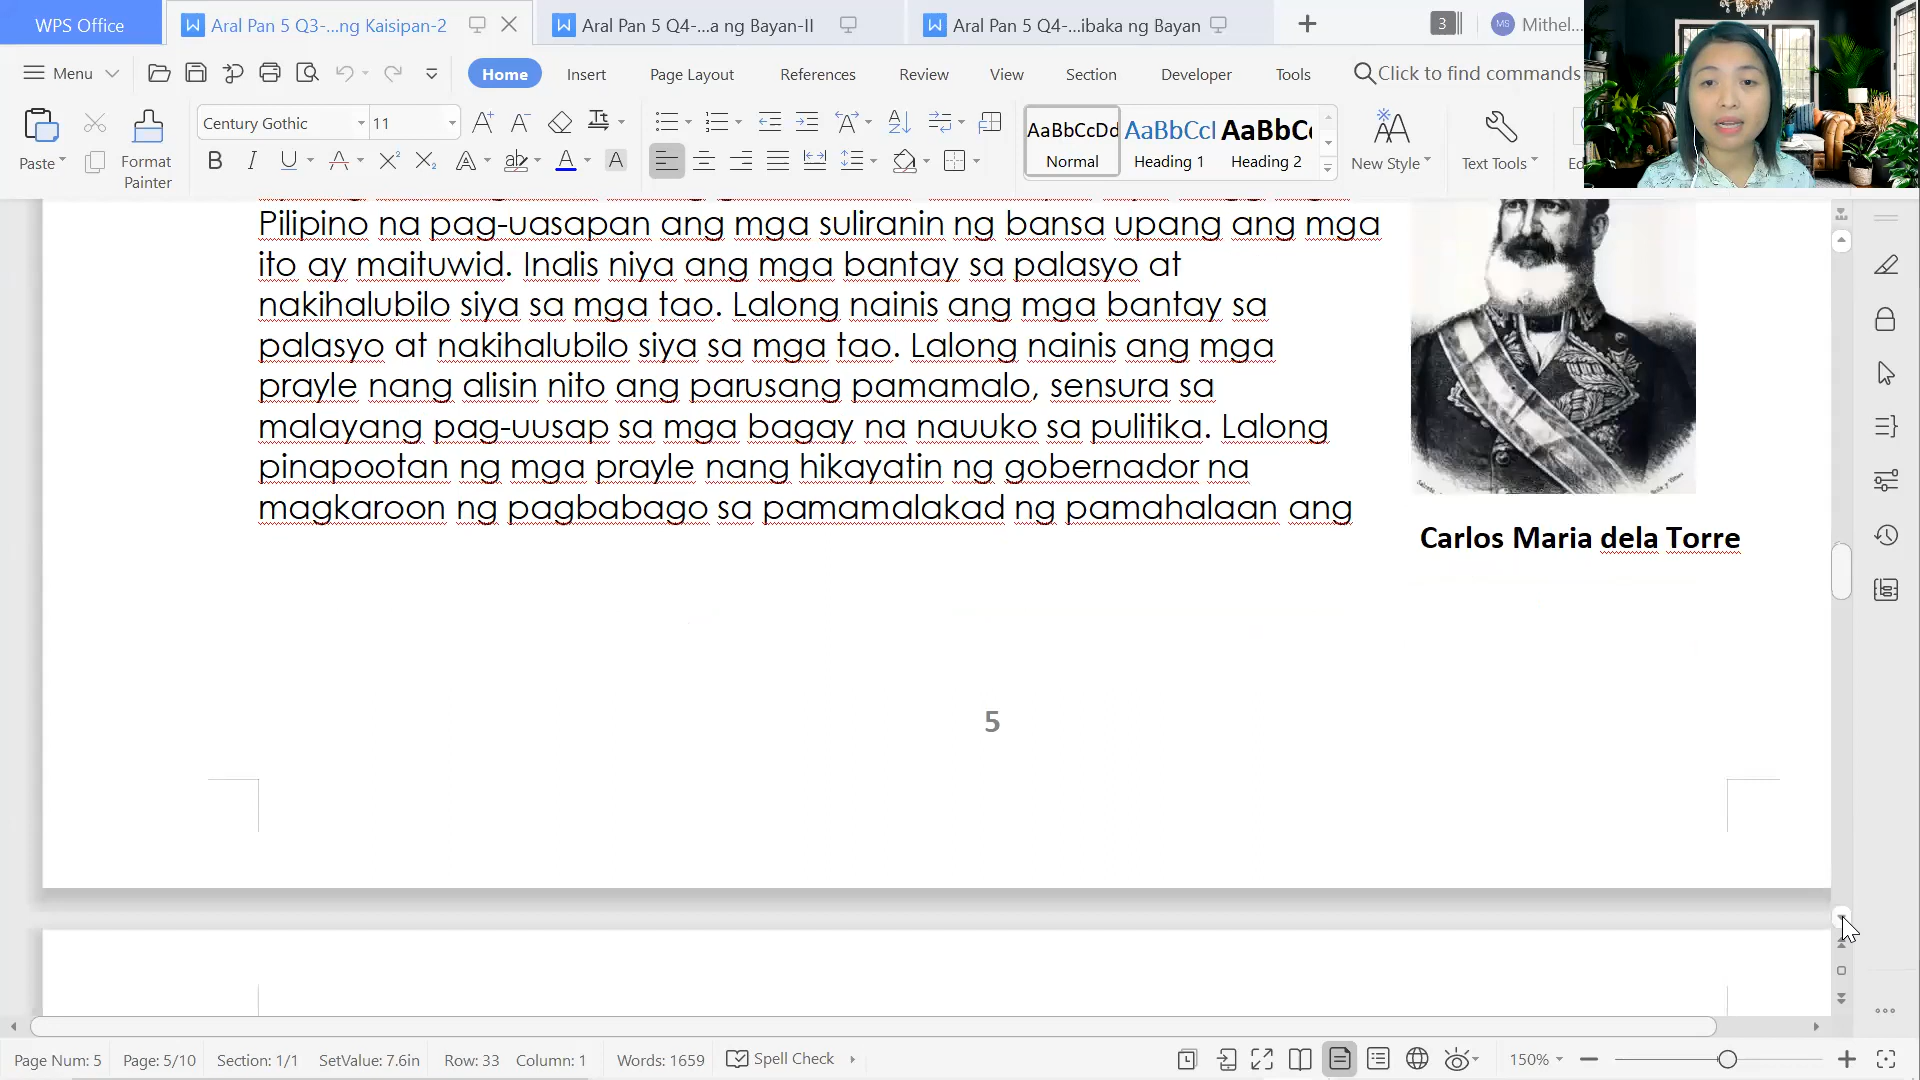 WPS Office
Aral Pan 5 Q3-...ng Kaisipan-2
Aral Pan 5 Q4-...a ng Bayan-II
Aral Pan 5 Q4-...ibaka ng Bayan
3
MS
Mithel...
Menu
Home
Insert
Page Layout
References
Review
View
Section
Developer
Tools
Click to find commands
Paste
Format
Painter
Century Gothic
11
AaBbCcDd
Normal
AaBbCcl
Heading 1
AaBbC
Heading 2
New Style
Text Tools
Pilipino na pag-uasapan ang mga suliranin ng bansa upang ang mga
ito ay maituwid. Inalis niya ang mga bantay sa palasyo at
nakihalubilo siya sa mga tao. Lalong nainis ang mga bantay sa
palasyo at nakihalubilo siya sa mga tao. Lalong nainis ang mga
prayle nang alisin nito ang parusang pamamalo, sensura sa
malayang pag-uusap sa mga bagay na nauuko sa pulitika. Lalong
pinapootan ng mga prayle nang hikayatin ng gobernador na
magkaroon ng pagbabago sa pamamalakad ng pamahalaan ang
Carlos Maria dela Torre
5
Page Num: 5
Page: 5/10
Section: 1/1
SetValue: 7.6in
Row: 33
Column: 1
Words: 1659
Spell Check
150%